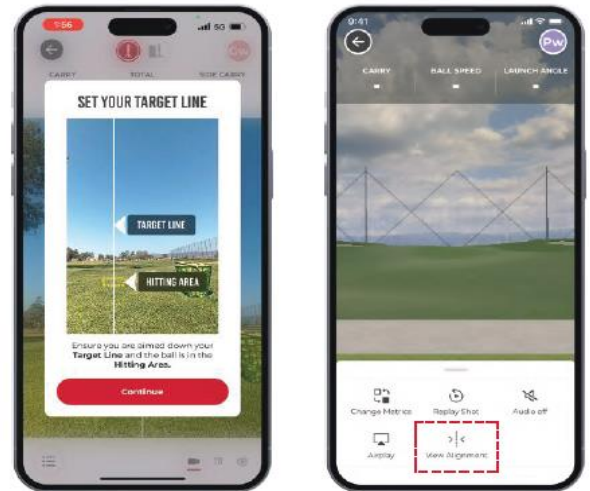 1:56
5G
CARRY TOTAL SIDE CARRY
SET YOUR TARGET LINE
TARGET LINE
HITTING AREA
Ensure you are aimed down your
Target Line and the ball is in the
Hitting Area.
Continue
9:41
Pw
CARRY BALL SPEED LAUNCH ANGLE
- - -
Change Metrics Replay Shot Audio off
Airplay View Alignment